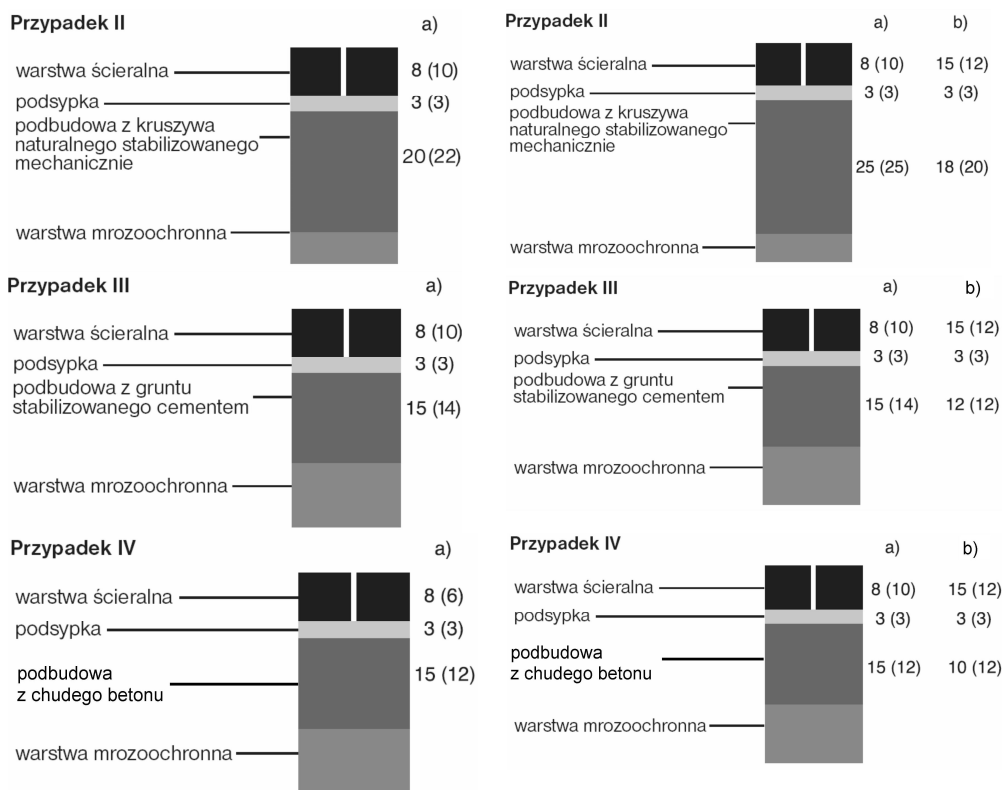 Przypadek II a)
warstwa ścieralna 8 (10)
podsypka 3 (3)
podbudowa z kruszywa
naturalnego stabilizowanego
mechanicznie 20 (22)
warstwa mrozoochronna
Przypadek II a) b)
warstwa ścieralna 8 (10) 15 (12)
podsypka 3 (3) 3 (3)
podbudowa z kruszywa
naturalnego stabilizowanego
mechanicznie
25 (25) 18 (20)
warstwa mrozoochronna
Przypadek III a)
warstwa ścieralna 8 (10)
podsypka 3 (3)
podbudowa z gruntu
stabilizowanego cementem 15 (14)
warstwa mrozoochronna
Przypadek III a) b)
warstwa ścieralna 8 (10) 15 (12)
podsypka 3 (3) 3 (3)
podbudowa z gruntu
stabilizowanego cementem 15 (14) 12 (12)
warstwa mrozoochronna
Przypadek IV a)
warstwa ścieralna 8 (6)
podsypka 3 (3)
podbudowa 15 (12)
z chudego betonu
warstwa mrozoochronna
Przypadek IV a) b)
warstwa ścieralna 8 (10) 15 (12)
podsypka 3 (3) 3 (3)
podbudowa
z chudego betonu 15 (12) 10 (12)
warstwa mrozoochronna